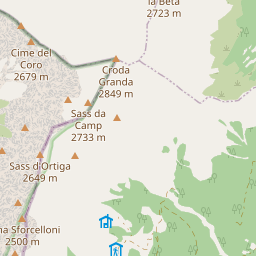 la Beta
2723 m
Cime del
Coro
2679 m
Croda
Granda
2849 m
Sass da
Camp
2733 m
Sass d'Ortiga
2649 m
na Sforcelloni
2500 m